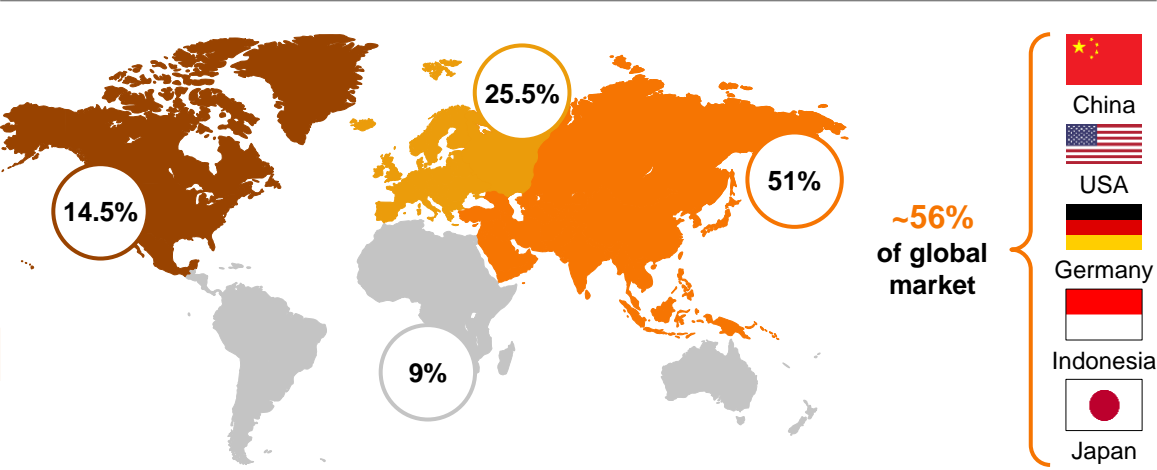 25.5%
14.5%
51%
9%
~56%
of global
market
China
USA
Germany
Indonesia
Japan